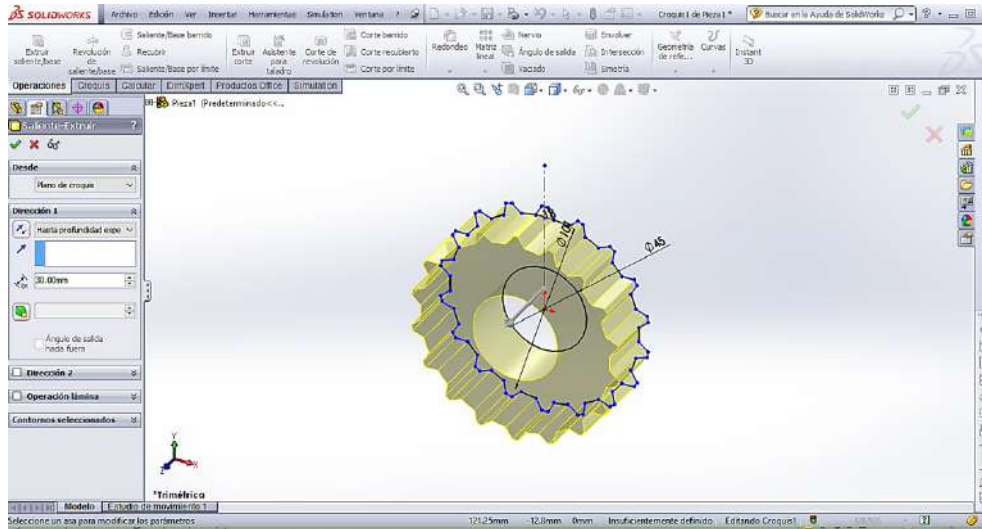 SOLIDWORKS Archivo Edición Ver Insertar Herramientas Simulation Ventana ? Croquis1 de Pieza1 * Buscar en la Ayuda de SolidWorks
Extruir saliente/base
Revolución de saliente/base
Saliente/Base barrido
Recubrir
Saliente/Base por límite
Extruir corte
Asistente para taladro
Corte de revolución
Corte barrido
Corte recubierto
Corte por límite
Redondeo
Matriz lineal
Nervio
Ángulo de salida
Vaciado
Envolver
Intersección
Simetría
Geometría de refe...
Curvas
Instant 3D
Operaciones Croquis Calcular DimXpert Productos Office Simulation
Pieza1 (Predeterminado<<...
Saliente-Extruir ?
Desde
Plano de croquis
Dirección 1
Hasta profundidad espe
30.00mm
Ángulo de salida
hacia fuera
Dirección 2
Operación lámina
Contornos seleccionados
Ø45
Y
X
Z
*Trimétrica
Modelo Estudio de movimiento 1
Seleccione un asa para modificar los parámetros 121.25mm -12.8mm 0mm Insuficientemente definido Editando Croquis1